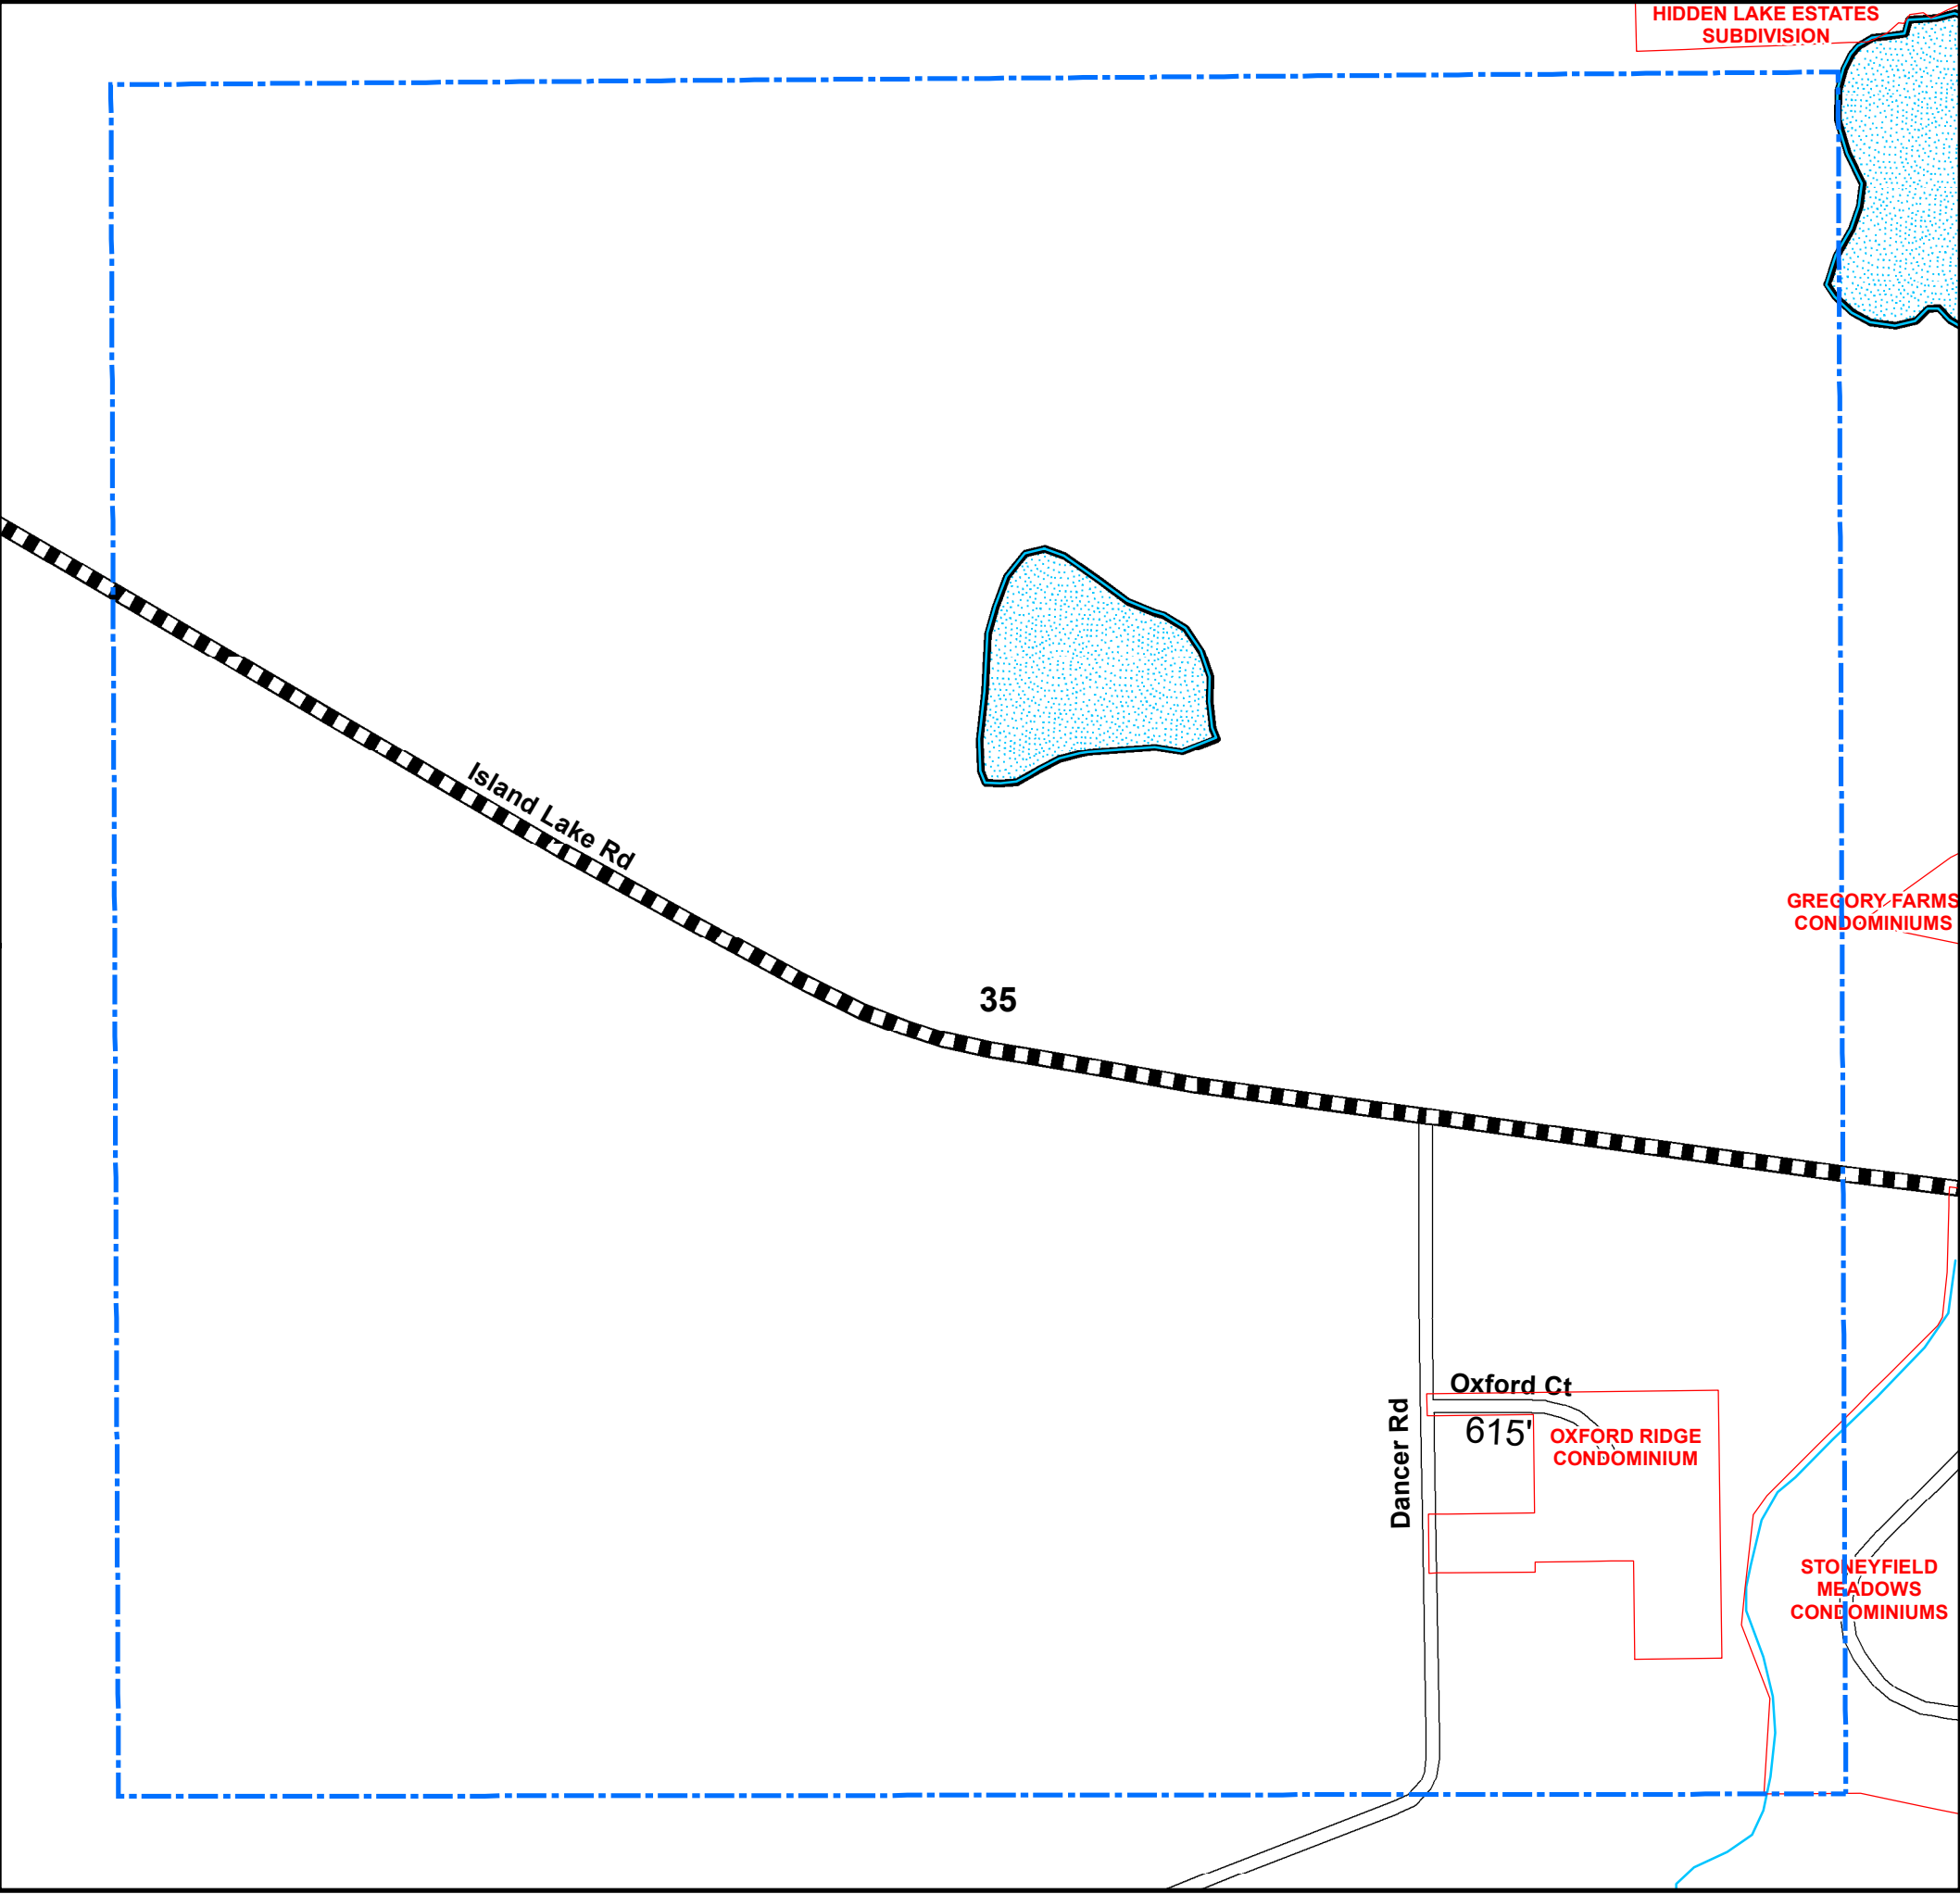 HIDDEN LAKE ESTATES
SUBDIVISION
Island Lake Rd
GREGORY FARMS
CONDOMINIUMS
35
Oxford Ct
615'
Dancer Rd
OXFORD RIDGE
CONDOMINIUM
STONEYFIELD
MEADOWS
CONDOMINIUMS